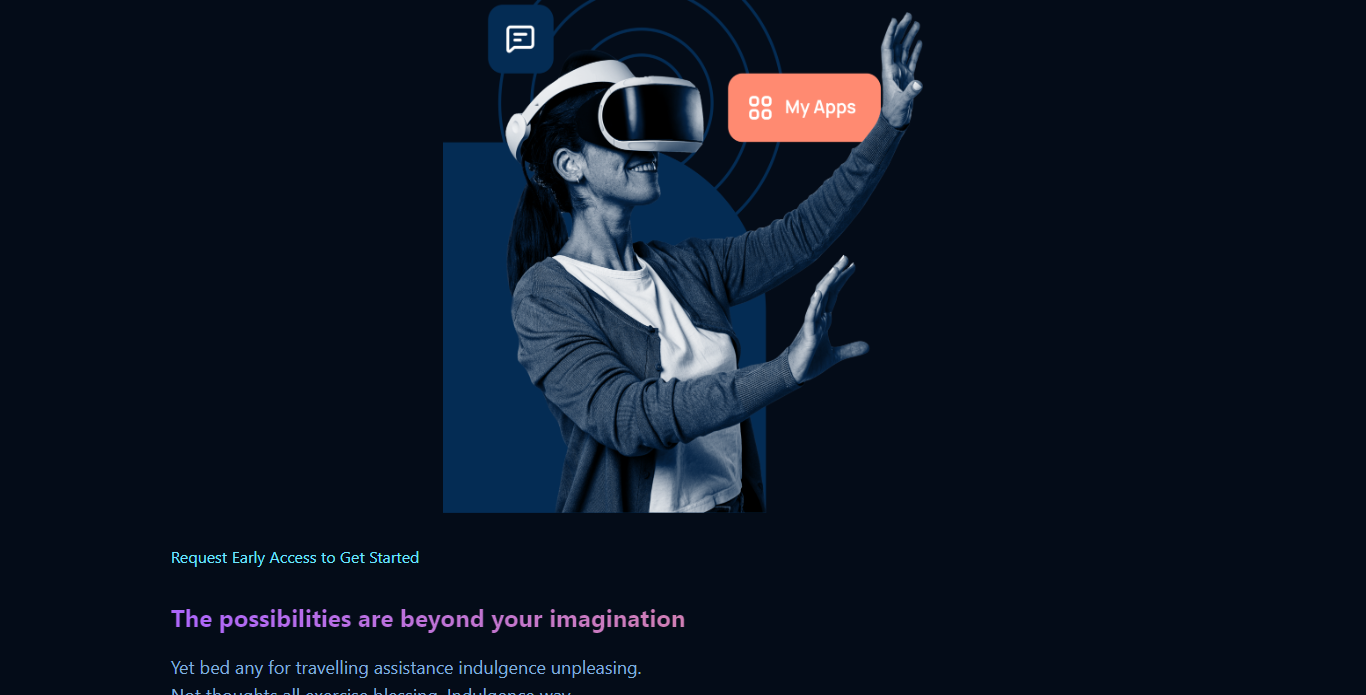 My Apps
Request Early Access to Get Started
The possibilities are beyond your imagination
Yet bed any for travelling assistance indulgence unpleasing.
Not thoughts all exercise blessing. Indulgence way